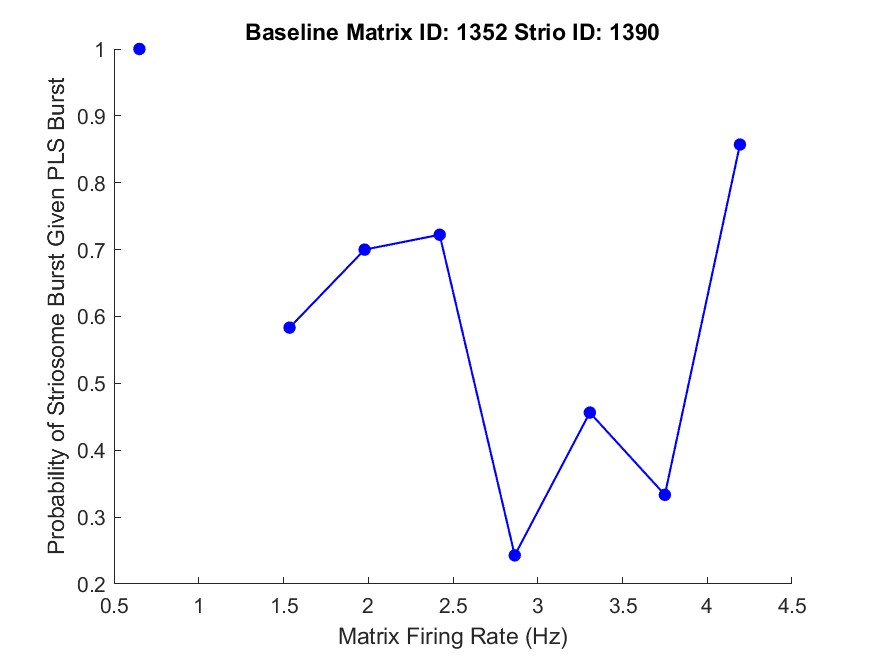 Baseline Matrix ID: 1352 Strio ID: 1390
Probability of Striosome Burst Given PLS Burst
1
0.9
0.8
0.7
0.6
0.5
0.4
0.3
0.2
0.5 1 1.5 2 2.5 3 3.5 4 4.5
Matrix Firing Rate (Hz)